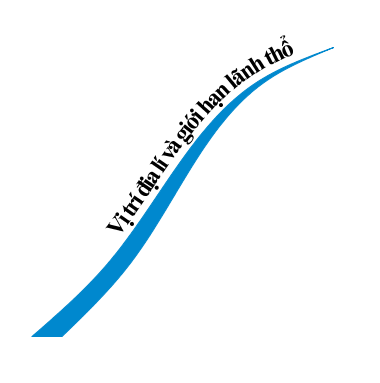 Vị trí địa lí và giới hạn lãnh thổ